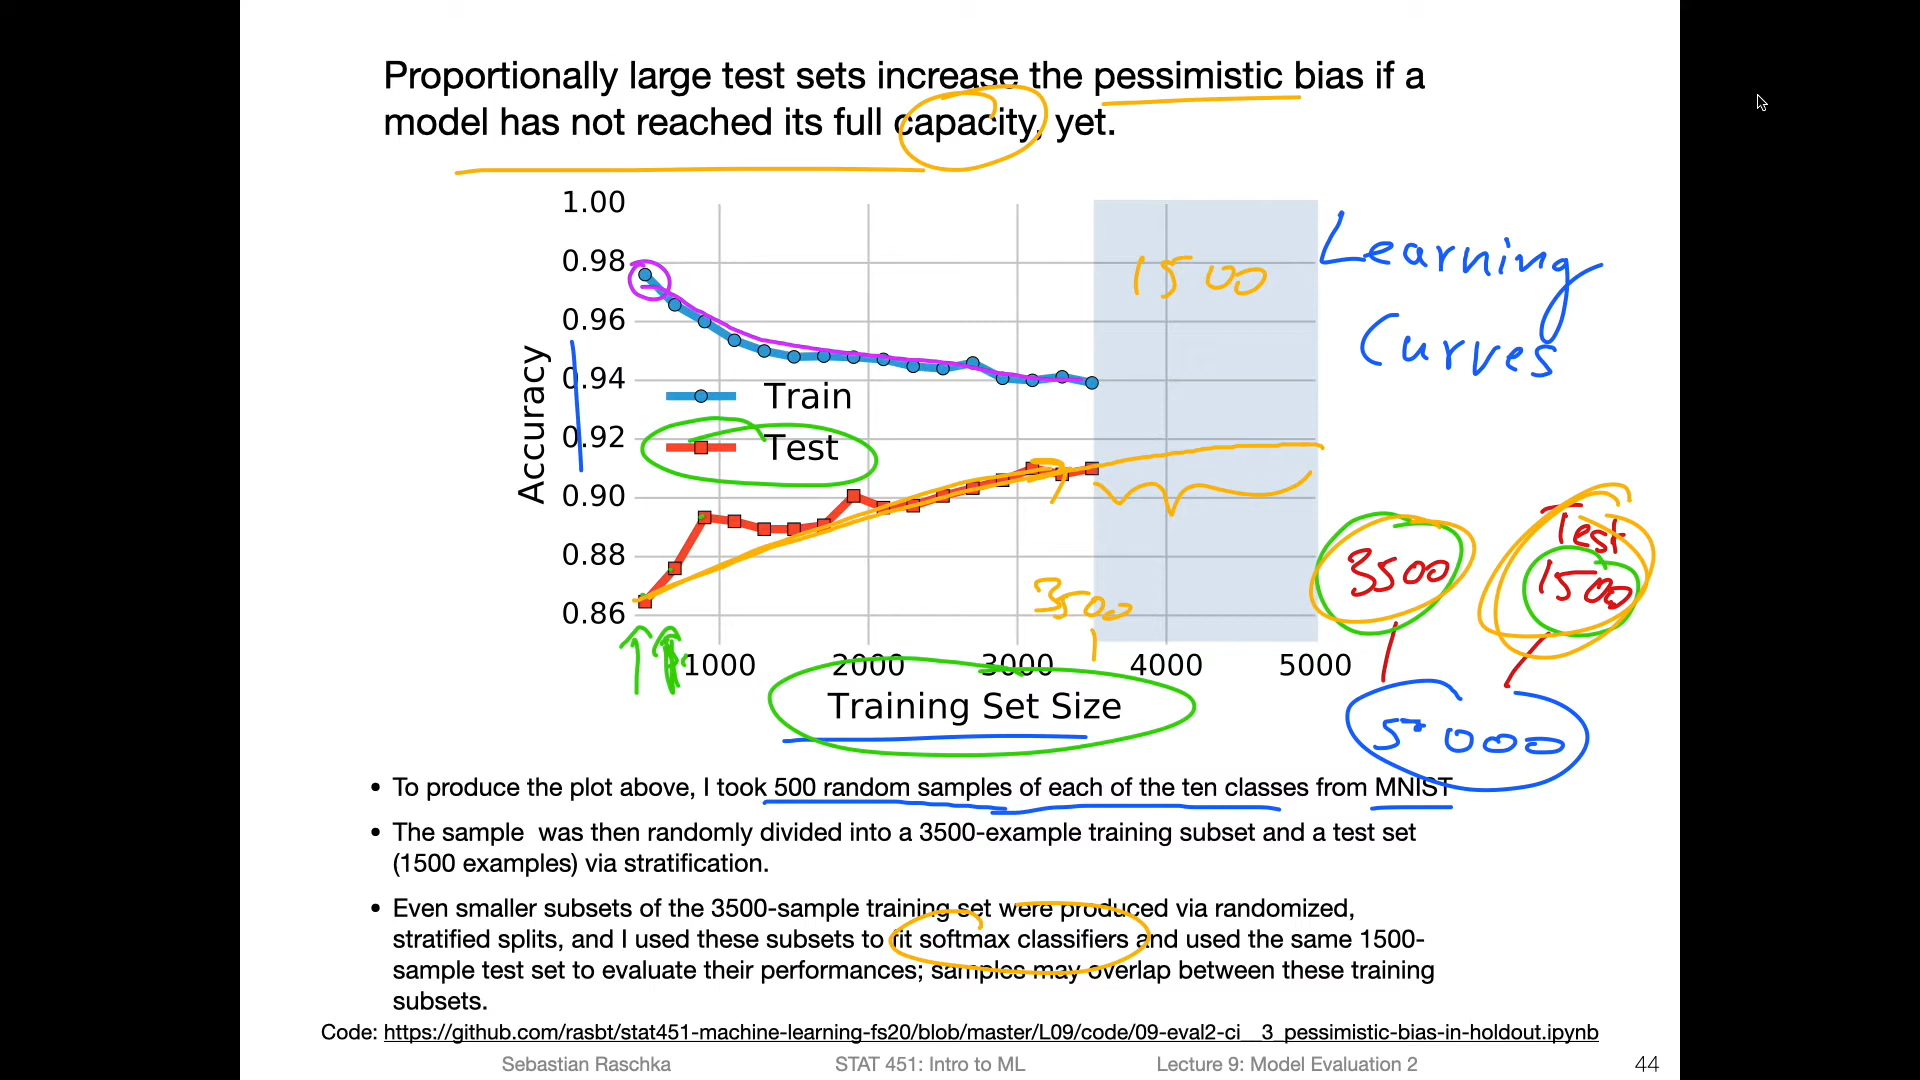 Proportionally large test sets increase the pessimistic bias if a
model has not reached its full capacity, yet.
1.00
0.98
0.96
0.94
0.92
0.90
0.88
0.86
Accuracy
Train
Test
1500
Learning
Curves
3500
3500
Test
1500
1000
2000
3000
4000
5000
Training Set Size
5000
• To produce the plot above, I took 500 random samples of each of the ten classes from MNIST
• The sample was then randomly divided into a 3500-example training subset and a test set
(1500 examples) via stratification.
• Even smaller subsets of the 3500-sample training set were produced via randomized,
stratified splits, and I used these subsets to fit softmax classifiers and used the same 1500-
sample test set to evaluate their performances; samples may overlap between these training
subsets.
Code: https://github.com/rasbt/stat451-machine-learning-fs20/blob/master/L09/code/09-eval2-ci__3_pessimistic-bias-in-holdout.ipynb
Sebastian Raschka STAT 451: Intro to ML Lecture 9: Model Evaluation 2 44